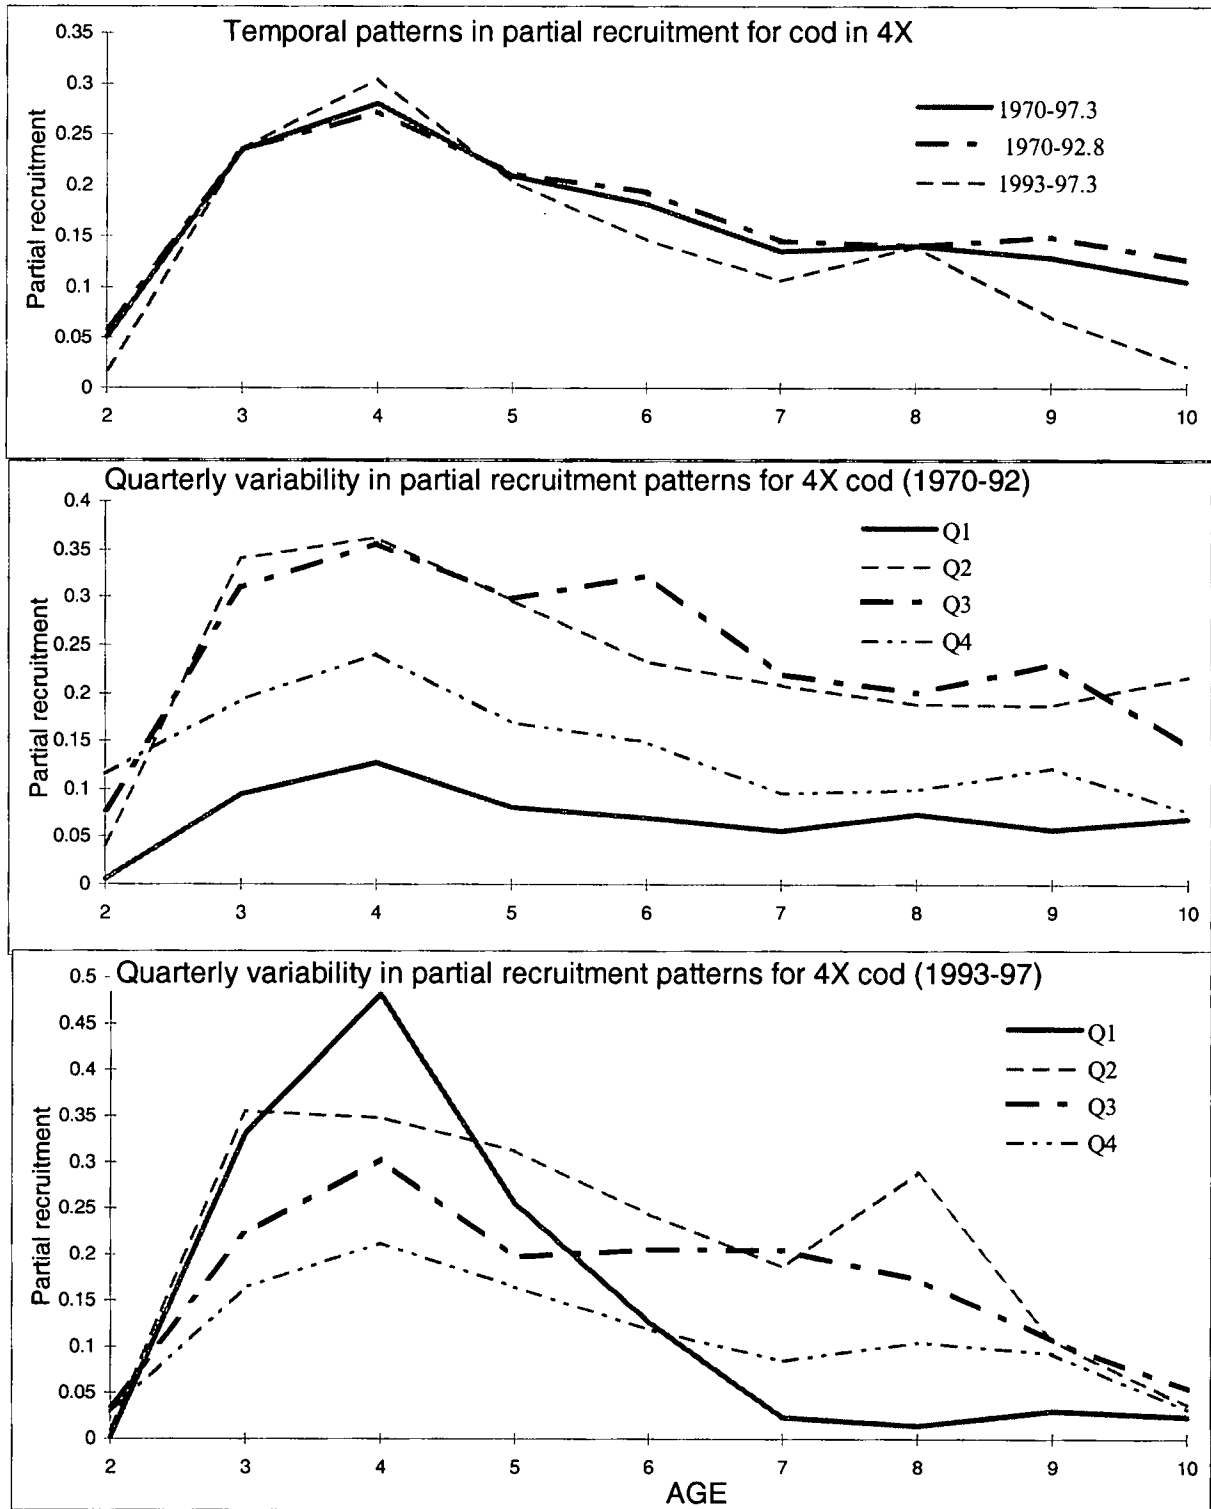 Temporal patterns in partial recruitment for cod in 4X
0.35
0.3
0.25
0.2
0.15
0.1
0.05
0
Partial recruitment
1970-97.3
1970-92.8
1993-97.3
2 3 4 5 6 7 8 9 10
Quarterly variability in partial recruitment patterns for 4X cod (1970-92)
0.4
0.35
0.3
0.25
0.2
0.15
0.1
0.05
0
Partial recruitment
Q1
Q2
Q3
Q4
2 3 4 5 6 7 8 9 10
Quarterly variability in partial recruitment patterns for 4X cod (1993-97)
0.5
0.45
0.4
0.35
0.3
0.25
0.2
0.15
0.1
0.05
0
Partial recruitment
Q1
Q2
Q3
Q4
2 3 4 5 6 7 8 9 10
AGE